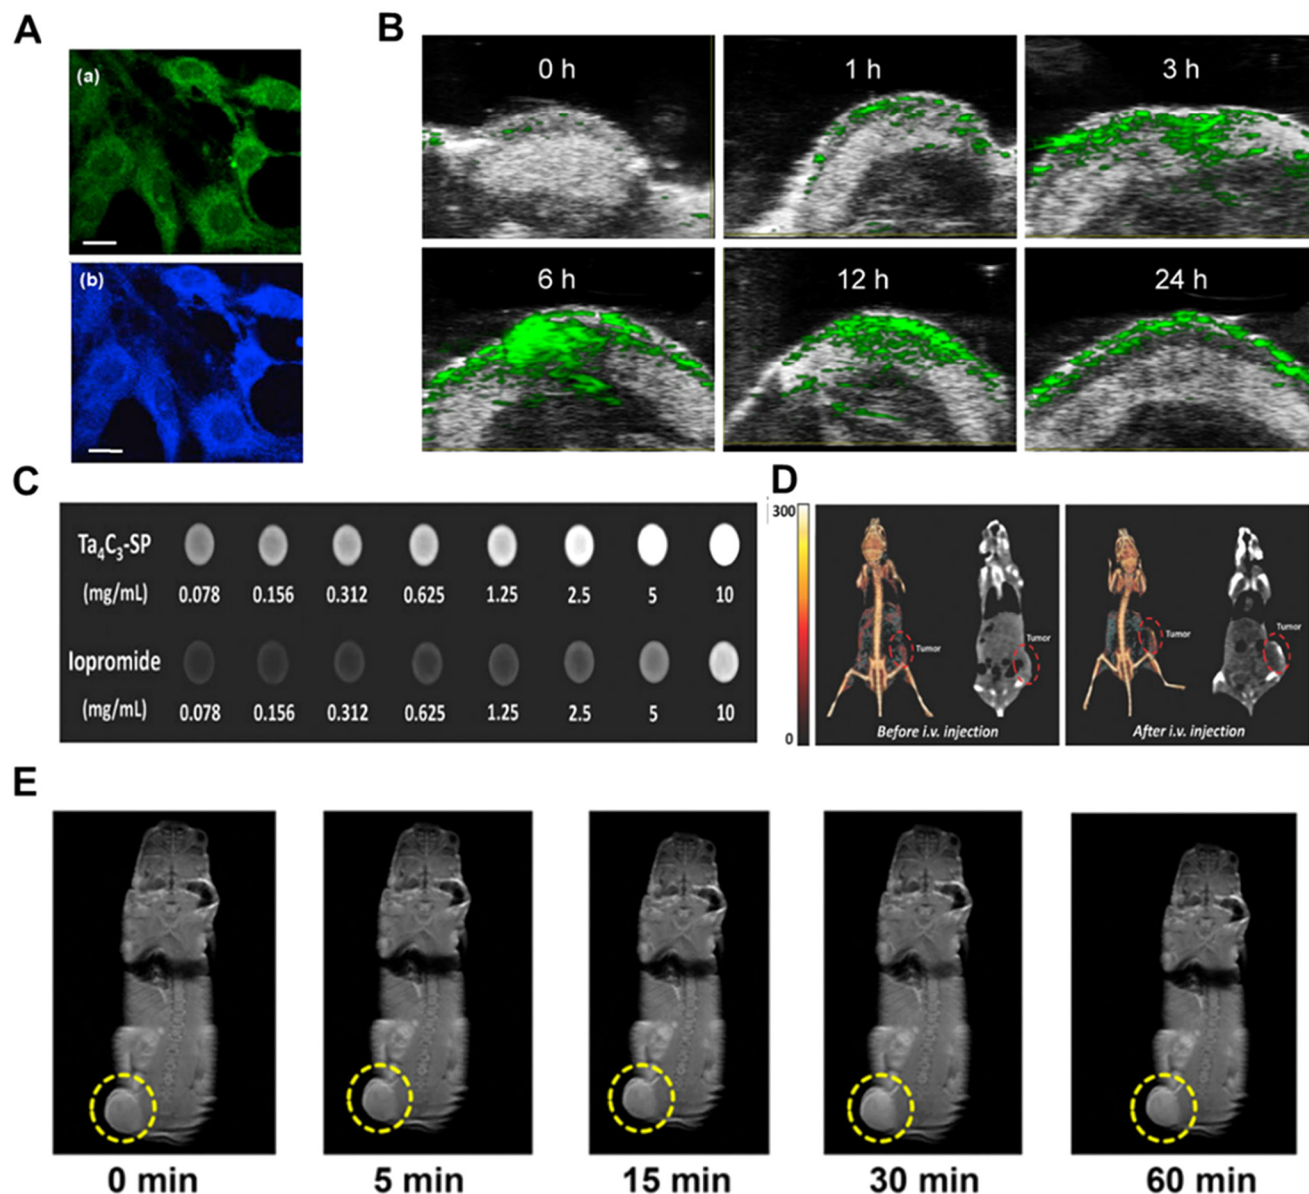 A
(a)
(b)
B
0 h
1 h
3 h
6 h
12 h
24 h
C
Ta₄C₃-SP
(mg/mL) 0.078 0.156 0.312 0.625 1.25 2.5 5 10
Iopromide
(mg/mL) 0.078 0.156 0.312 0.625 1.25 2.5 5 10
D
300
0
Tumor
Tumor
Before i.v. injection
Tumor
Tumor
After i.v. injection
E
0 min
5 min
15 min
30 min
60 min